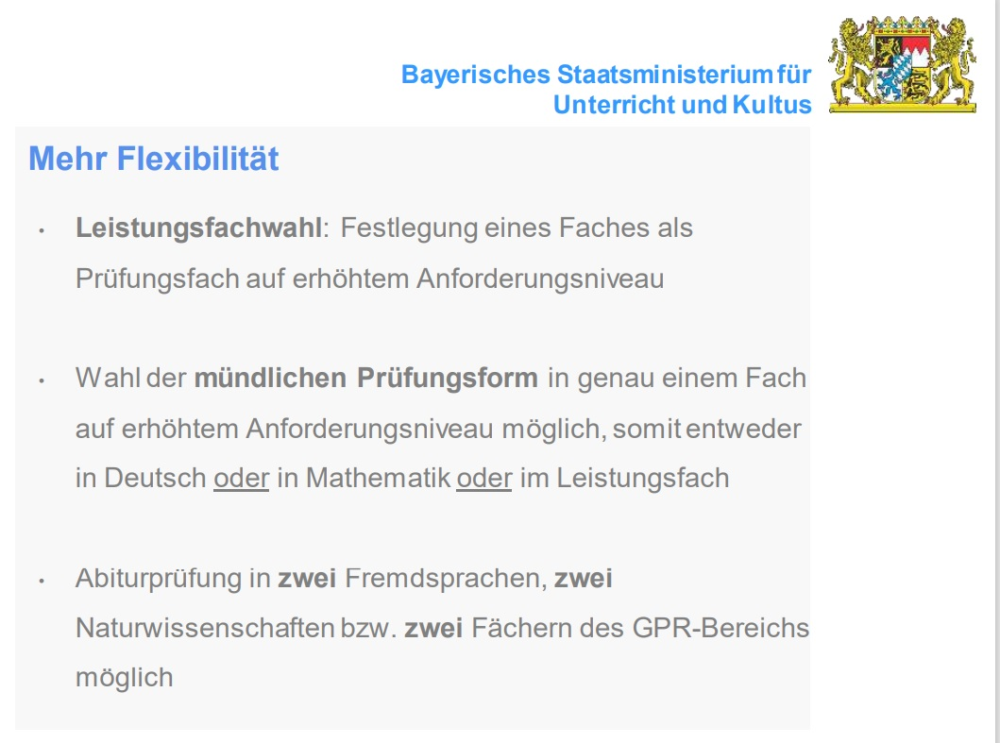 Bayerisches Staatsministerium für
Unterricht und Kultus
Mehr Flexibilität
• Leistungsfachwahl: Festlegung eines Faches als
Prüfungsfach auf erhöhtem Anforderungsniveau
• Wahl der mündlichen Prüfungsform in genau einem Fach
auf erhöhtem Anforderungsniveau möglich, somit entweder
in Deutsch oder in Mathematik oder im Leistungsfach
• Abiturprüfung in zwei Fremdsprachen, zwei
Naturwissenschaften bzw. zwei Fächern des GPR-Bereichs
möglich